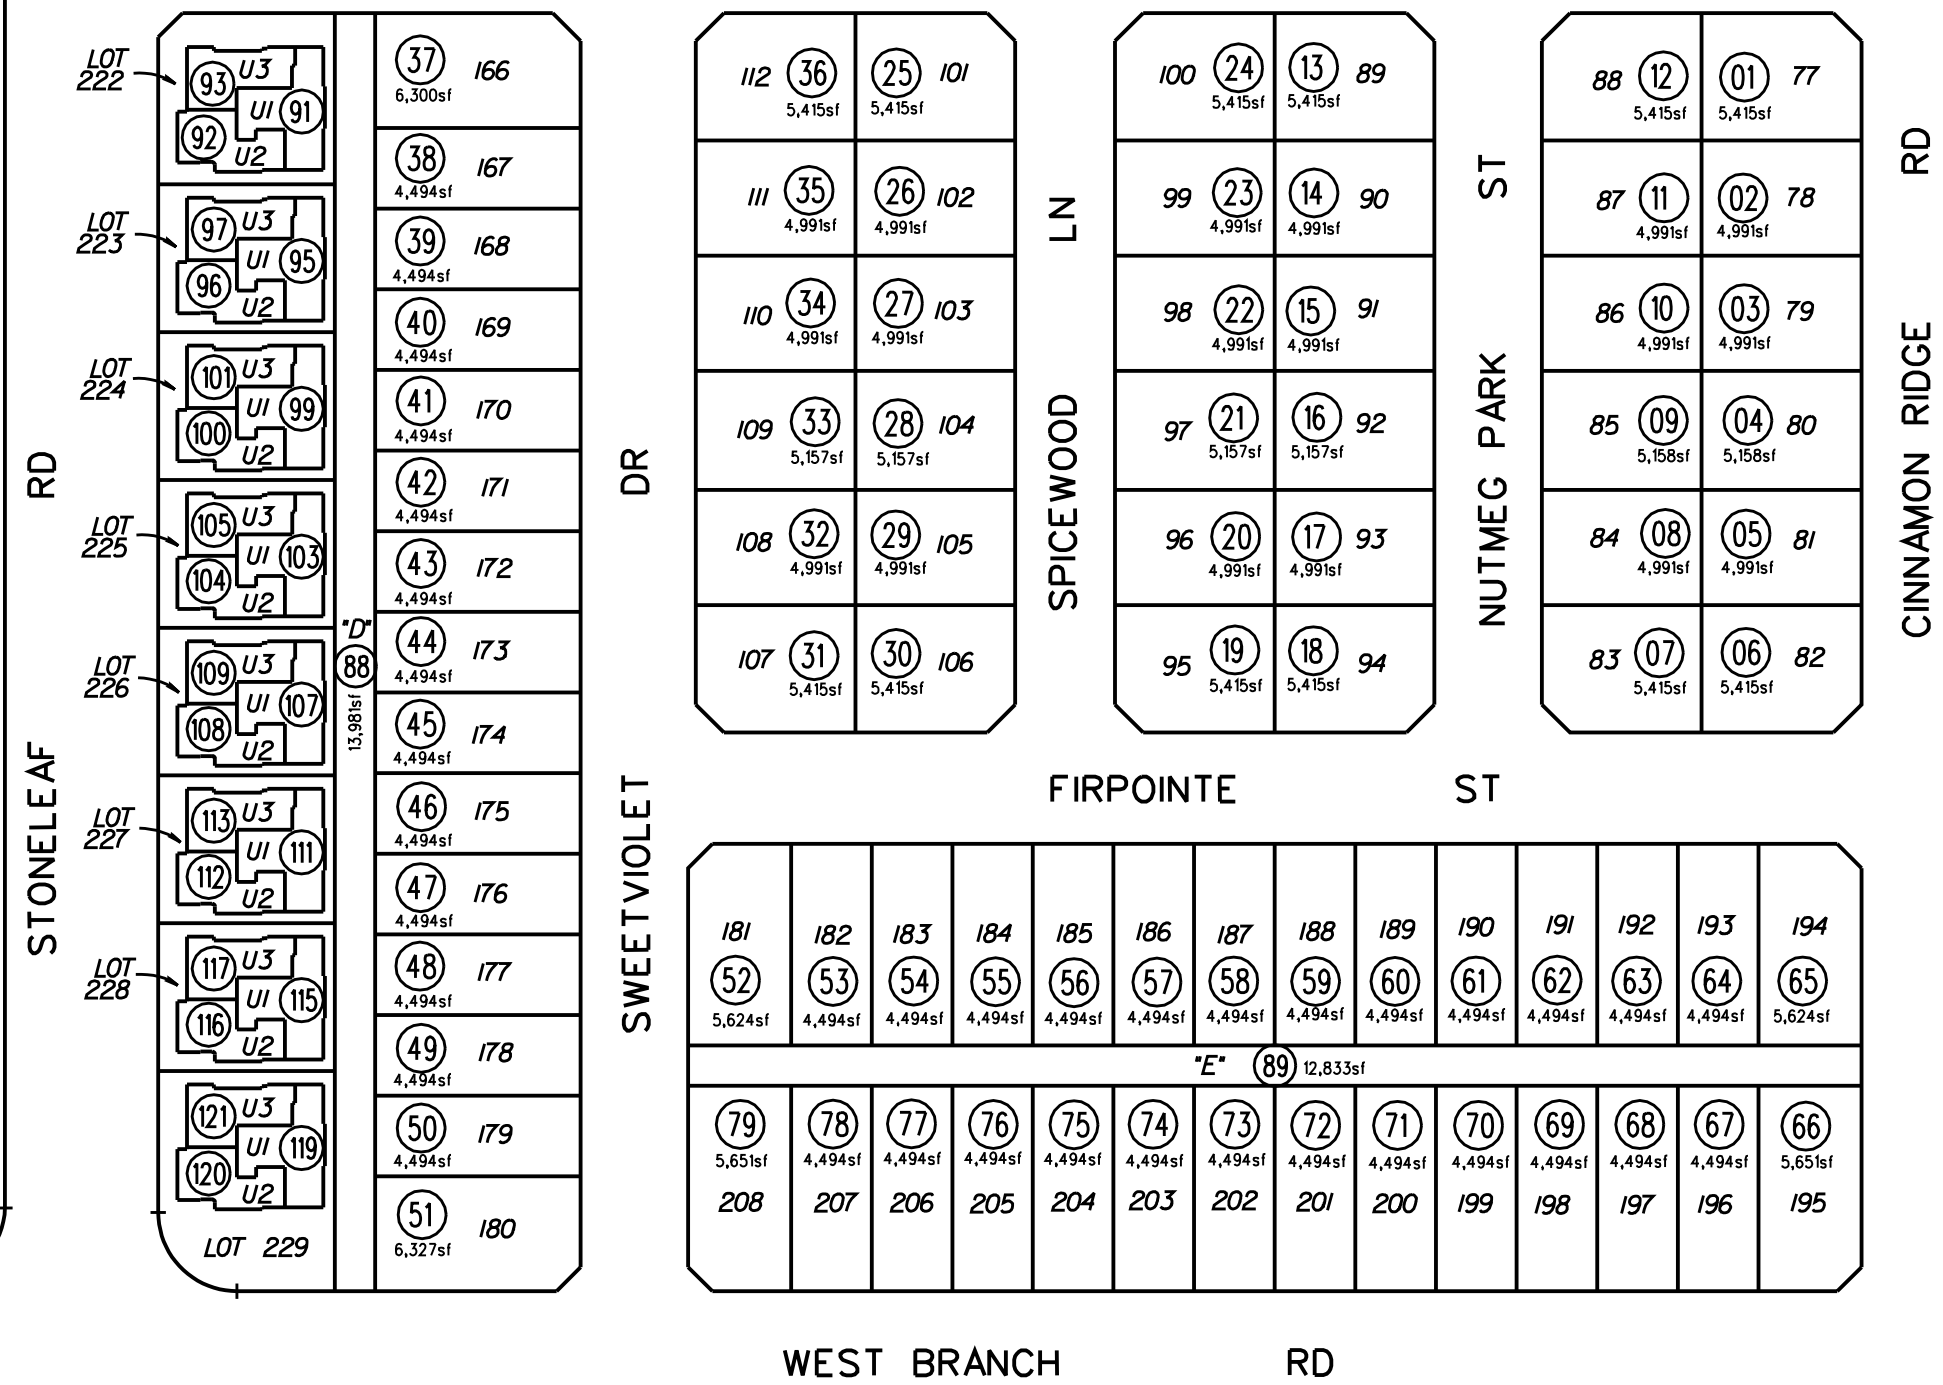 LOT
222
93 U3
U1 91
92 U2
LOT
223
97 U3
U1 95
96 U2
LOT
224
101 U3
U1 99
100 U2
LOT
225
105 U3
U1 103
104 U2
LOT
226
109 U3
U1 107
108 U2
LOT
227
113 U3
U1 111
112 U2
LOT
228
117 U3
U1 115
116 U2
121 U3
U1 119
120 U2
LOT 229
STONELEAF RD
"D"
88
13,981sf
37 166
6,300sf
38 167
4,494sf
39 168
4,494sf
40 169
4,494sf
41 170
4,494sf
42 171
4,494sf
43 172
4,494sf
44 173
4,494sf
45 174
4,494sf
46 175
4,494sf
47 176
4,494sf
48 177
4,494sf
49 178
4,494sf
50 179
4,494sf
51 180
6,327sf
SWEETVIOLET DR
112 36 25 101
5,415sf 5,415sf
111 35 26 102
4,991sf 4,991sf
110 34 27 103
4,991sf 4,991sf
109 33 28 104
5,157sf 5,157sf
108 32 29 105
4,991sf 4,991sf
107 31 30 106
5,415sf 5,415sf
SPICEWOOD LN
100 24 13 89
5,415sf 5,415sf
99 23 14 90
4,991sf 4,991sf
98 22 15 91
4,991sf 4,991sf
97 21 16 92
5,157sf 5,157sf
96 20 17 93
4,991sf 4,991sf
95 19 18 94
5,415sf 5,415sf
NUTMEG PARK ST
88 12 01 77
5,415sf 5,415sf
87 11 02 78
4,991sf 4,991sf
86 10 03 79
4,991sf 4,991sf
85 09 04 80
5,158sf 5,158sf
84 08 05 81
4,991sf 4,991sf
83 07 06 82
5,415sf 5,415sf
CINNAMON RIDGE RD
FIRPOINTE ST
181 182 183 184 185 186 187 188 189 190 191 192 193 194
52 53 54 55 56 57 58 59 60 61 62 63 64 65
5,624sf 4,494sf 4,494sf 4,494sf 4,494sf 4,494sf 4,494sf 4,494sf 4,494sf 4,494sf 4,494sf 4,494sf 4,494sf 5,624sf
"E" 89 12,833sf
79 78 77 76 75 74 73 72 71 70 69 68 67 66
5,651sf 4,494sf 4,494sf 4,494sf 4,494sf 4,494sf 4,494sf 4,494sf 4,494sf 4,494sf 4,494sf 4,494sf 4,494sf 5,651sf
208 207 206 205 204 203 202 201 200 199 198 197 196 195
WEST BRANCH RD